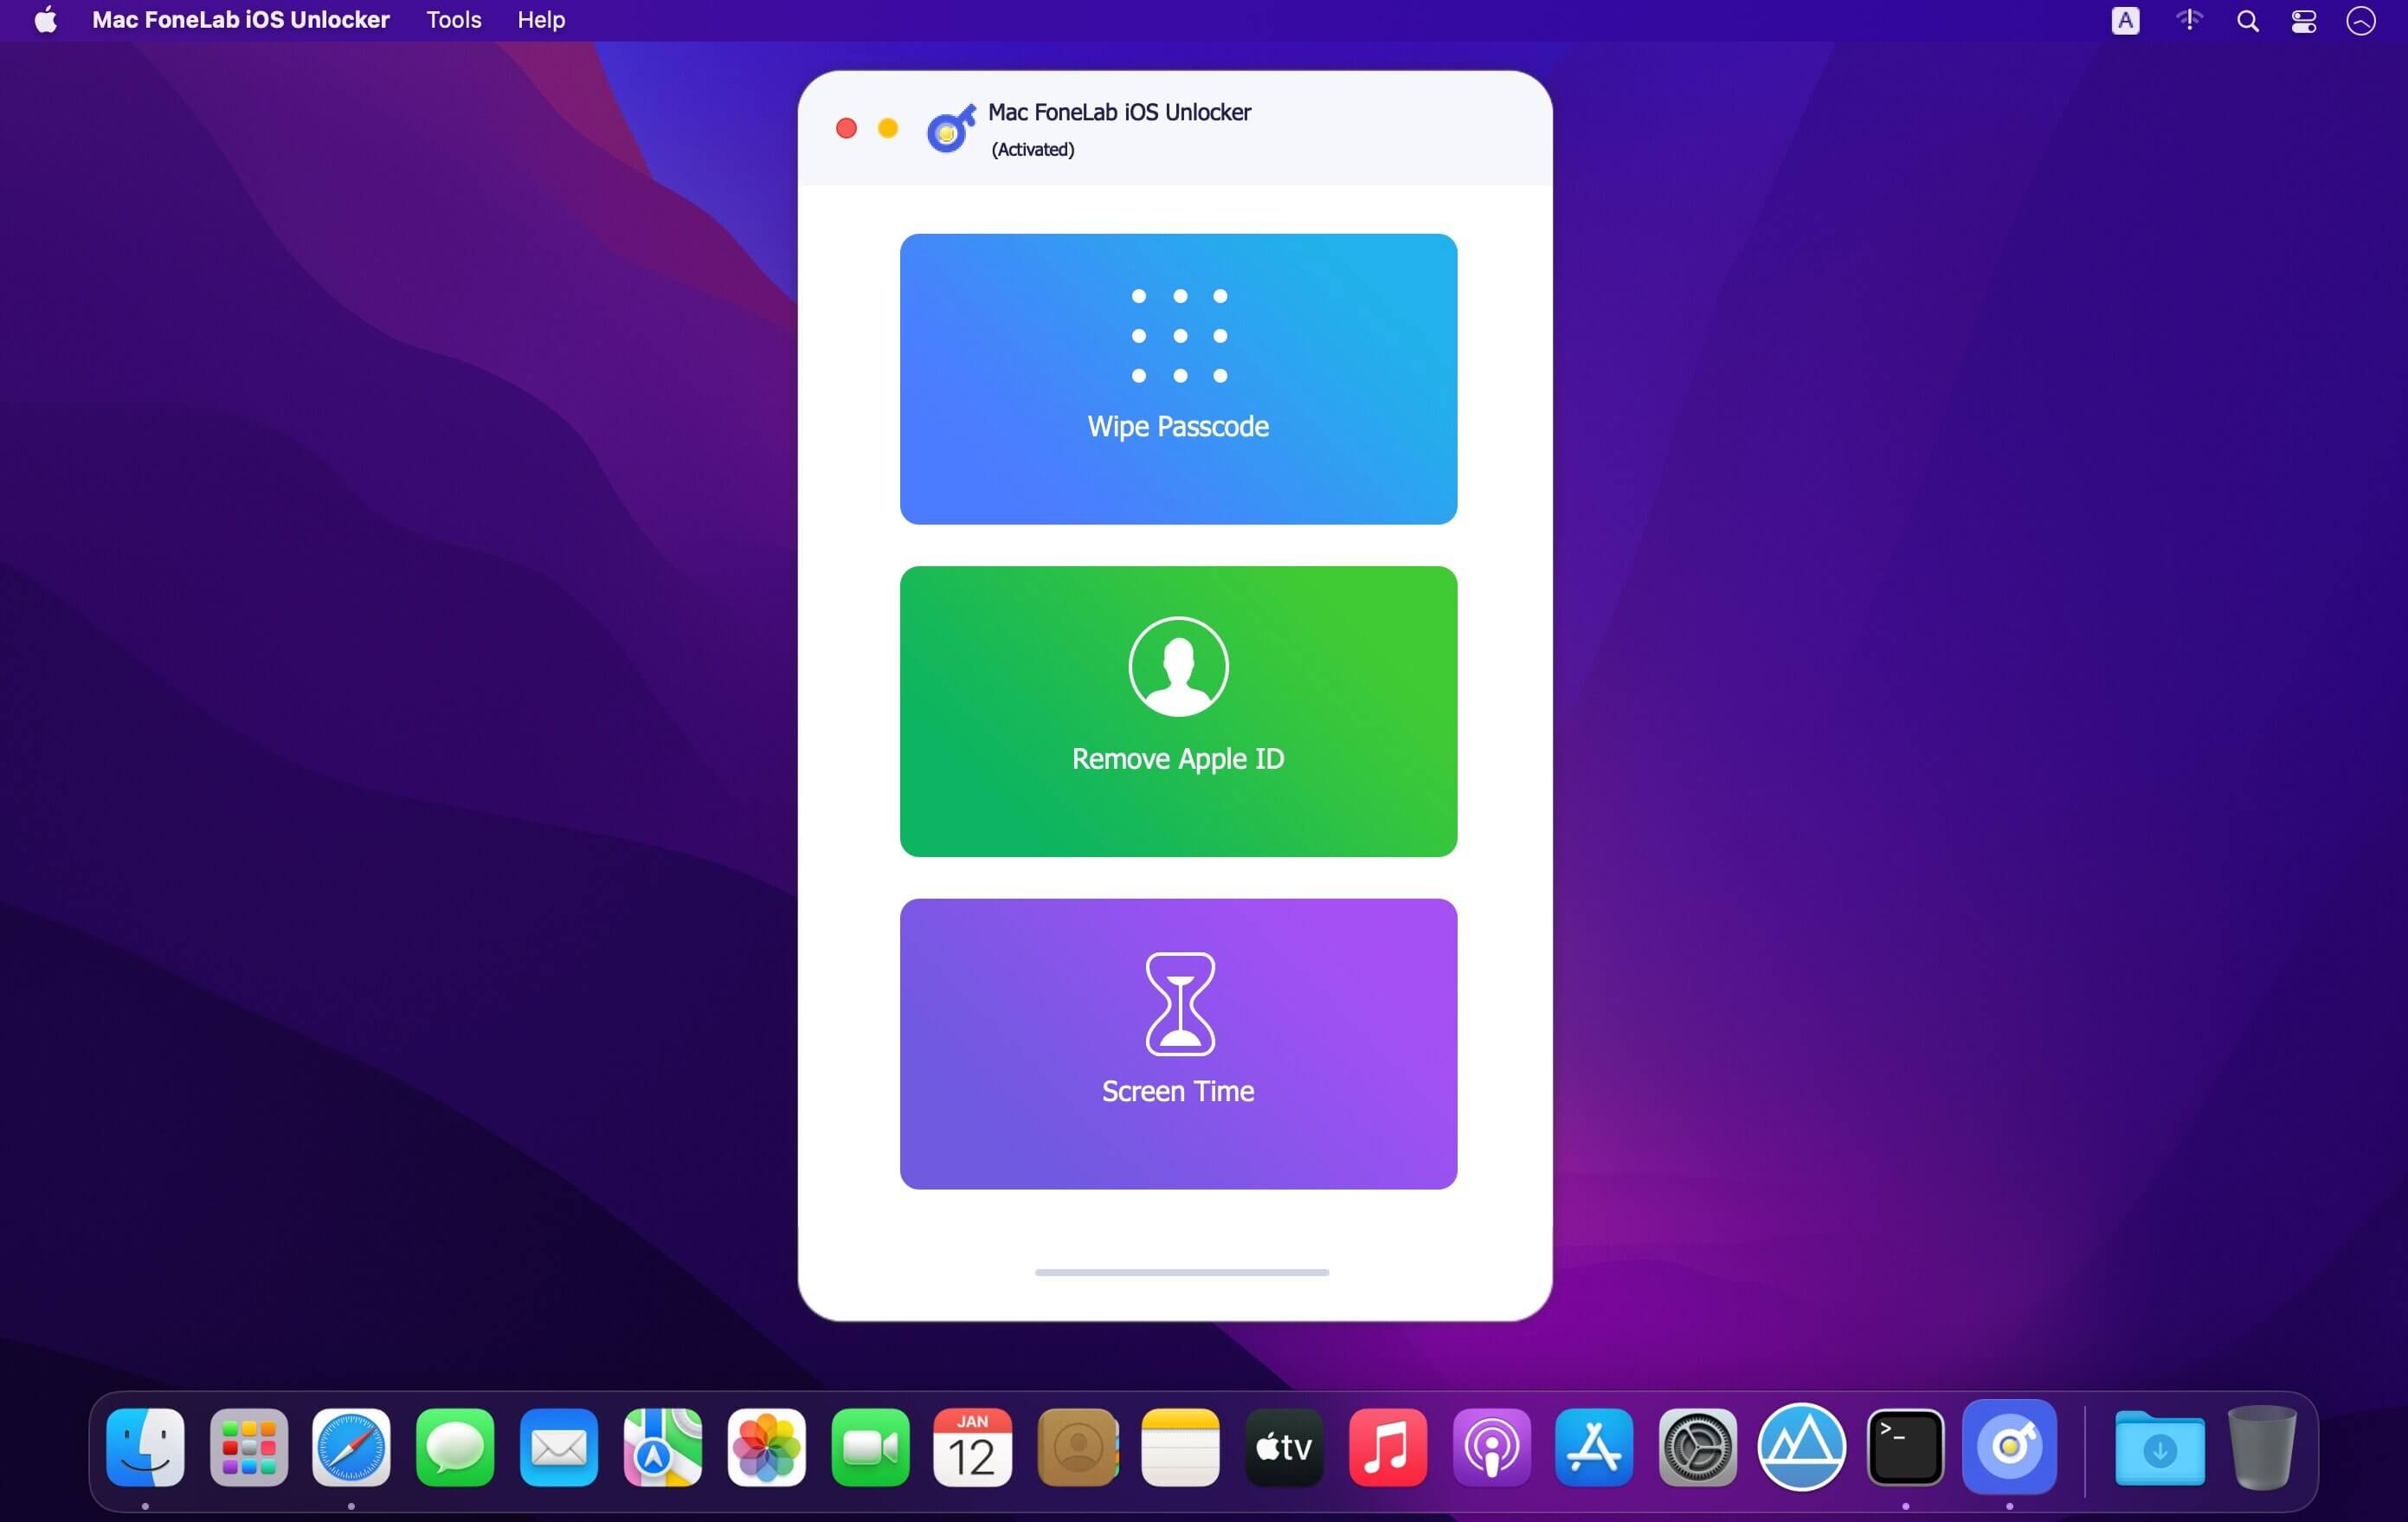 Mac FoneLab iOS Unlocker Tools Help A
Mac FoneLab iOS Unlocker
(Activated)
Wipe Passcode
Remove Apple ID
Screen Time
JAN
12
tv
>_